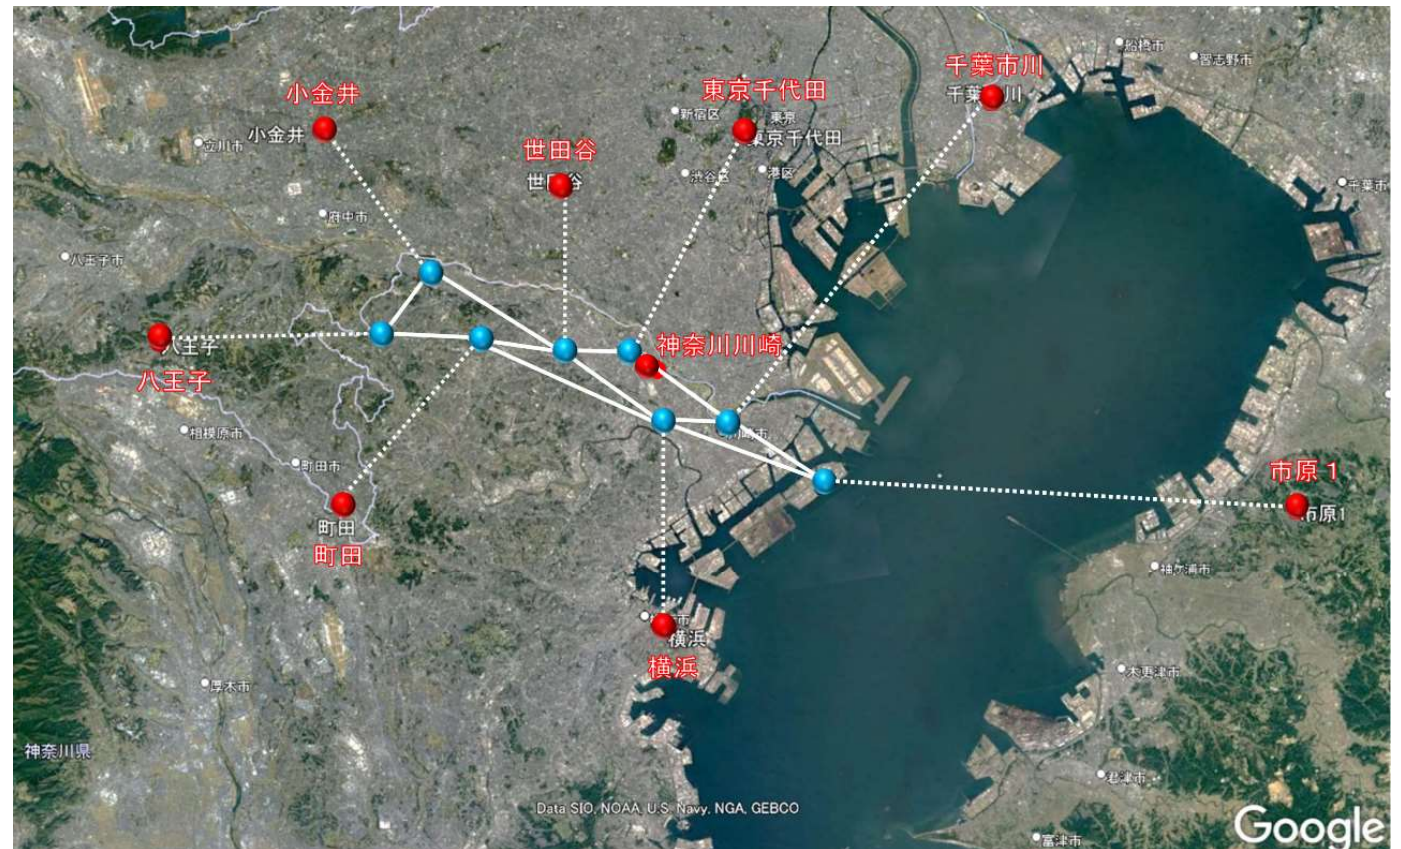 船橋市
習志野市
千葉市川
千葉 川
小金井
小金井
立川市
東京千代田
新宿区
東京
東京千代田
世田谷
世田谷
渋谷区
港区
千葉市
府中市
八王子市
神奈川川崎
八王子
八王子
川崎市
相模原市
町田市
町田
町田
市原1
市原1
袖ケ浦市
横浜
横浜
厚木市
木更津市
神奈川県
君津市
Data SIO, NOAA, U.S. Navy, NGA, GEBCO
Google
富津市